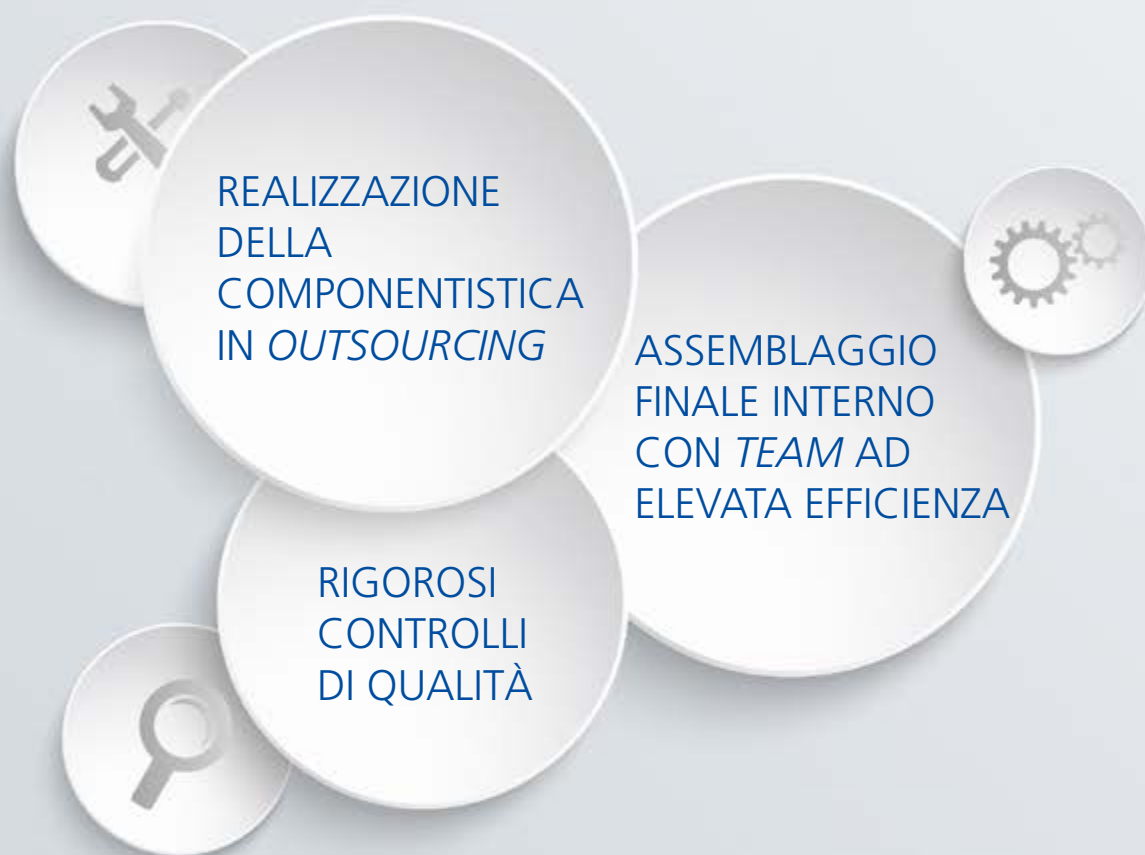 REALIZZAZIONE
DELLA
COMPONENTISTICA
IN OUTSOURCING
ASSEMBLAGGIO
FINALE INTERNO
CON TEAM AD
ELEVATA EFFICIENZA
RIGOROSI
CONTROLLI
DI QUALITÀ